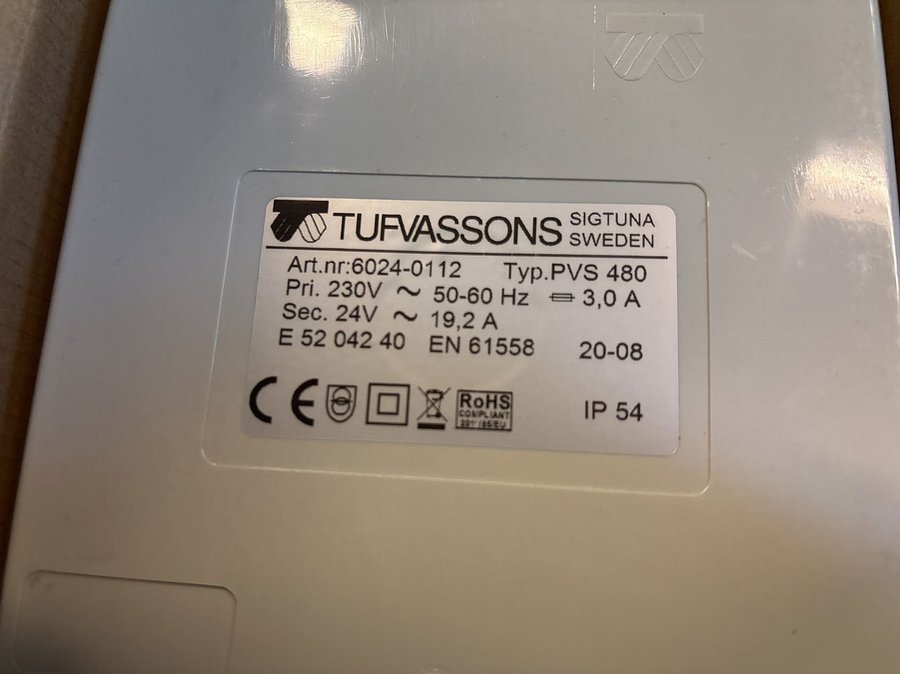 TUFVASSONS SIGTUNA
SWEDEN
Art.nr:6024-0112 Typ.PVS 480
Pri. 230V ~ 50-60 Hz 3,0 A
Sec. 24V ~ 19,2 A
E 52 042 40 EN 61558 20-08
CE RoHS IP 54
COMPLIANT